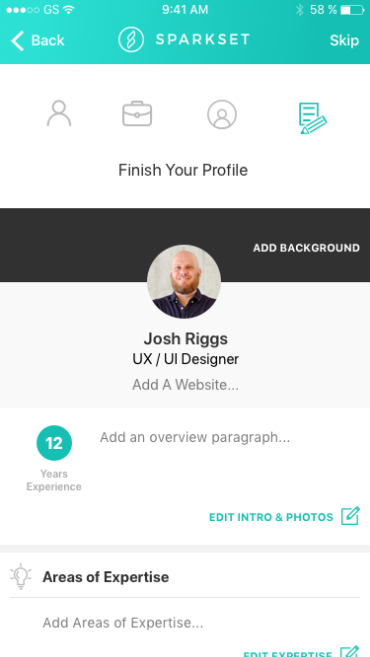 GS 9:41 AM 58 %
Back SPARKSET Skip
Finish Your Profile
ADD BACKGROUND
Josh Riggs
UX / UI Designer
Add A Website...
12 Add an overview paragraph...
Years
Experience
EDIT INTRO & PHOTOS
Areas of Expertise
Add Areas of Expertise...
EDIT EXPERTISE